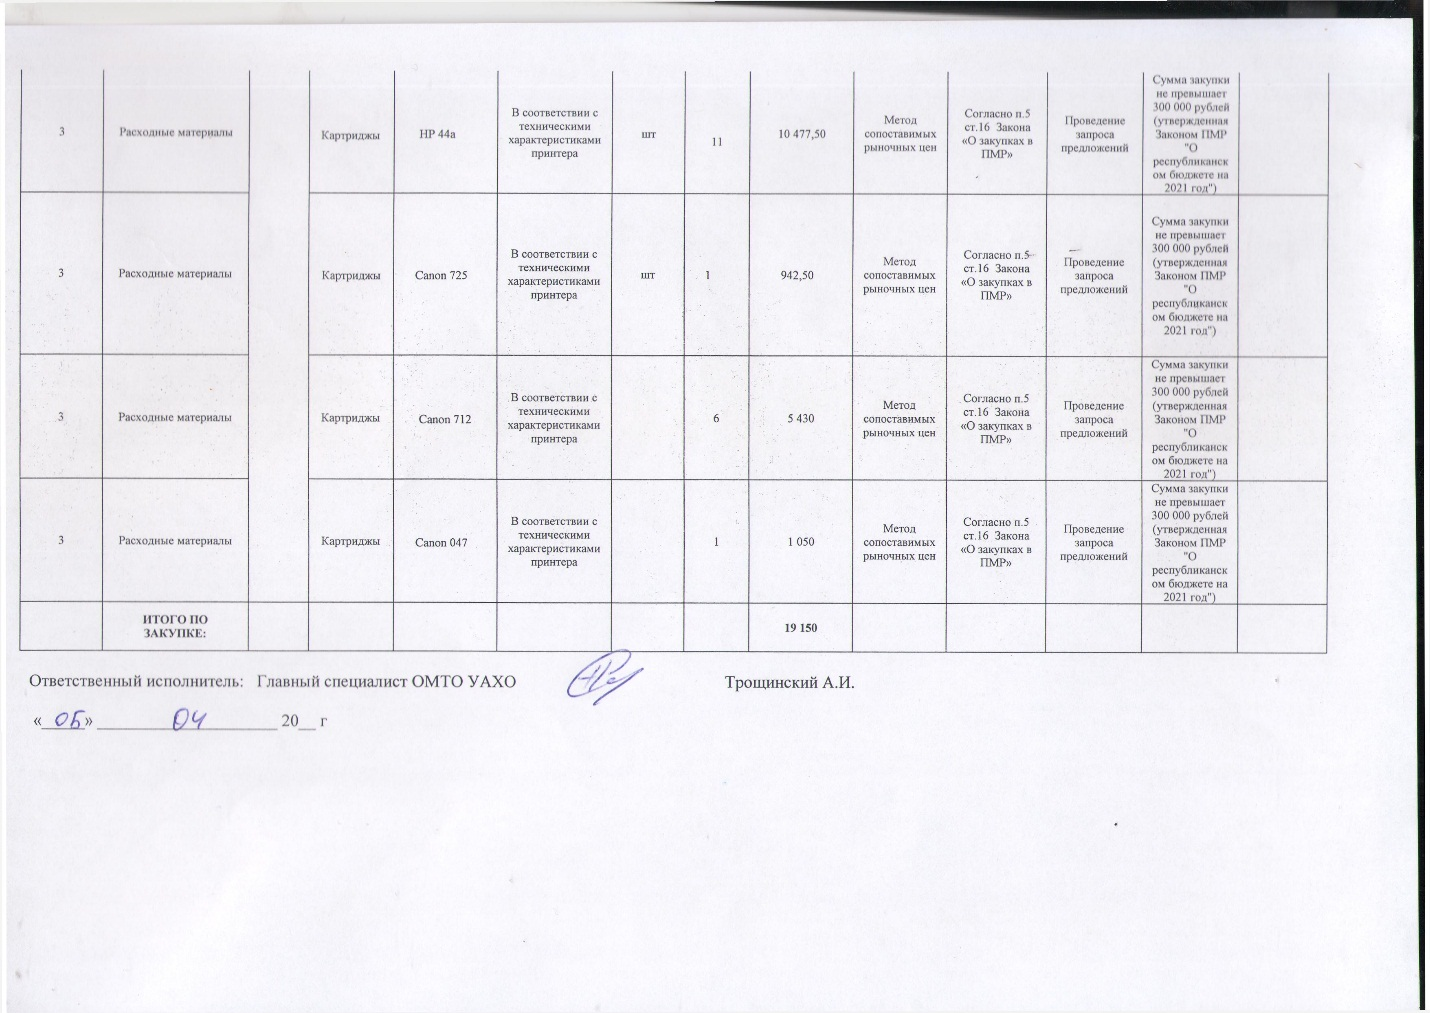 3
Расходные материалы
Картриджы
HP 44a
В соответствии с
техническими
характеристиками
принтера
шт
11
10 477,50
Метод
сопоставимых
рыночных цен
Согласно п.5
ст.16 Закона
«О закупках в
ПМР»
Проведение
запроса
предложений
Сумма закупки
не превышает
300 000 рублей
(утвержденная
Законом ПМР
"О
республиканск
ом бюджете на
2021 год")
3
Расходные материалы
Картриджы
Canon 725
В соответствии с
техническими
характеристиками
принтера
шт
1
942,50
Метод
сопоставимых
рыночных цен
Согласно п.5
ст.16 Закона
«О закупках в
ПМР»
Проведение
запроса
предложений
Сумма закупки
не превышает
300 000 рублей
(утвержденная
Законом ПМР
"О
республиканск
ом бюджете на
2021 год")
3
Расходные материалы
Картриджы
Canon 712
В соответствии с
техническими
характеристиками
принтера
6
5 430
Метод
сопоставимых
рыночных цен
Согласно п.5
ст.16 Закона
«О закупках в
ПМР»
Проведение
запроса
предложений
Сумма закупки
не превышает
300 000 рублей
(утвержденная
Законом ПМР
"О
республиканск
ом бюджете на
2021 год")
3
Расходные материалы
Картриджы
Canon 047
В соответствии с
техническими
характеристиками
принтера
1
1 050
Метод
сопоставимых
рыночных цен
Согласно п.5
ст.16 Закона
«О закупках в
ПМР»
Проведение
запроса
предложений
Сумма закупки
не превышает
300 000 рублей
(утвержденная
Законом ПМР
"О
республиканск
ом бюджете на
2021 год")
ИТОГО ПО
ЗАКУПКЕ:
19 150
Ответственный исполнитель: Главный специалист ОМТО УАХО Трощинский А.И.
«__» 04 20__ г